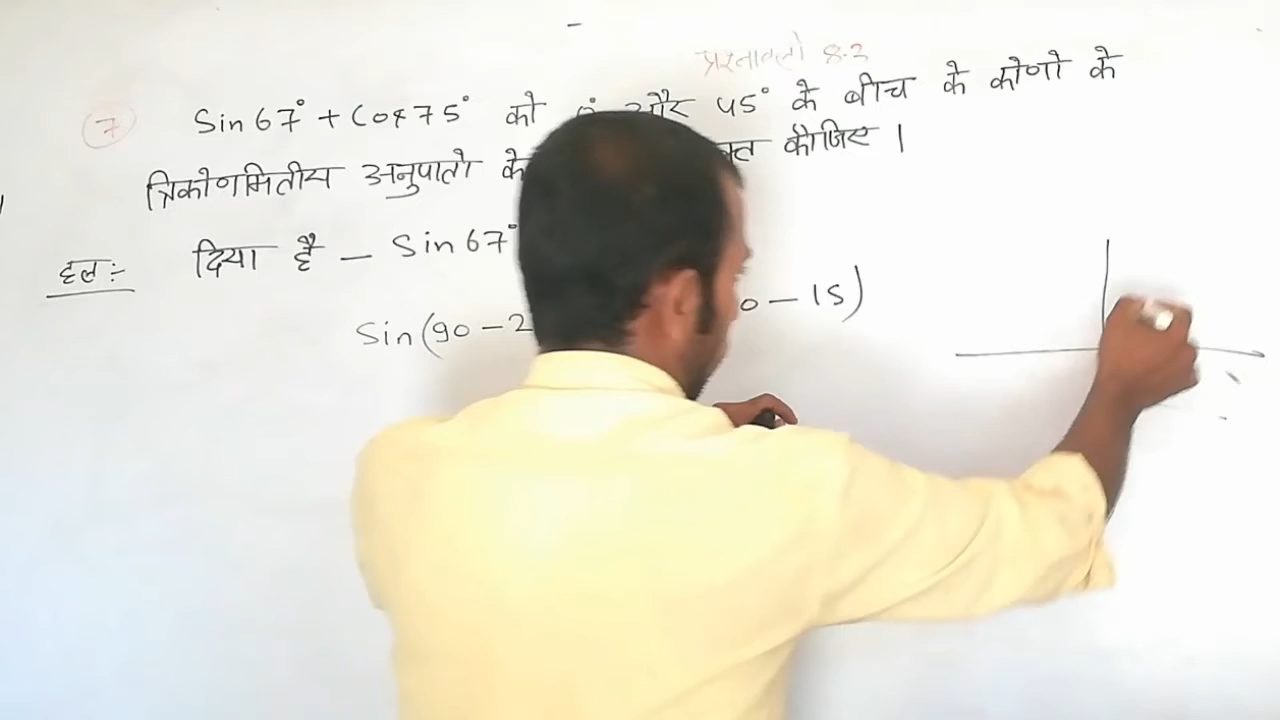 प्रश्नावली 8.2
7 Sin 67° + Cos 75° को 0° और 45° के बीच के कोणो के
त्रिकोणमितीय अनुपातो के कीजिए ।
हल :- दिया है - Sin 67°
Sin (90 - 2 0 - 15)